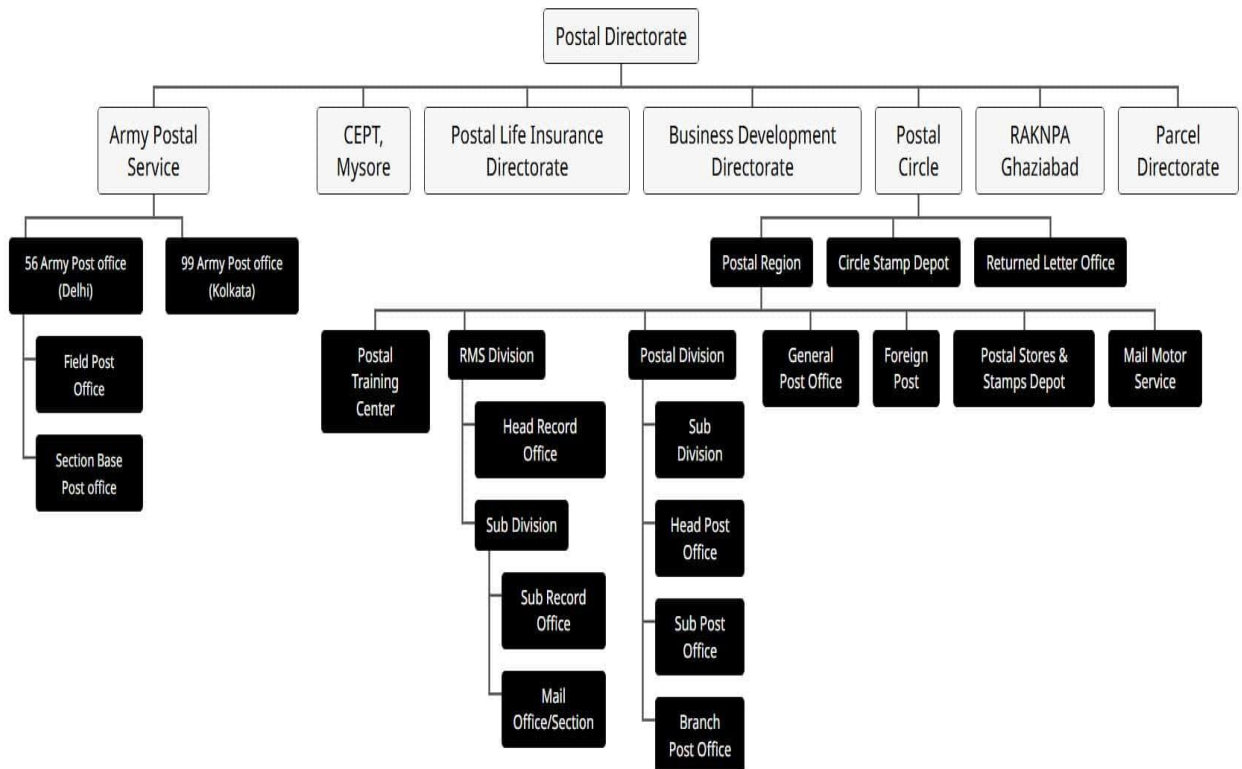 Postal Directorate
Army Postal
Service
CEPT,
Mysore
Postal Life Insurance
Directorate
Business Development
Directorate
Postal
Circle
RAKNPA
Ghaziabad
Parcel
Directorate
56 Army Post office
(Delhi)
99 Army Post office
(Kolkata)
Postal Region
Circle Stamp Depot
Returned Letter Office
Field Post
Office
Section Base
Post office
Postal
Training
Center
RMS Division
Postal Division
General
Post Office
Foreign
Post
Postal Stores &
Stamps Depot
Mail Motor
Service
Head Record
Office
Sub Division
Sub Record
Office
Mail
Office/Section
Sub
Division
Head Post
Office
Sub Post
Office
Branch
Post Office